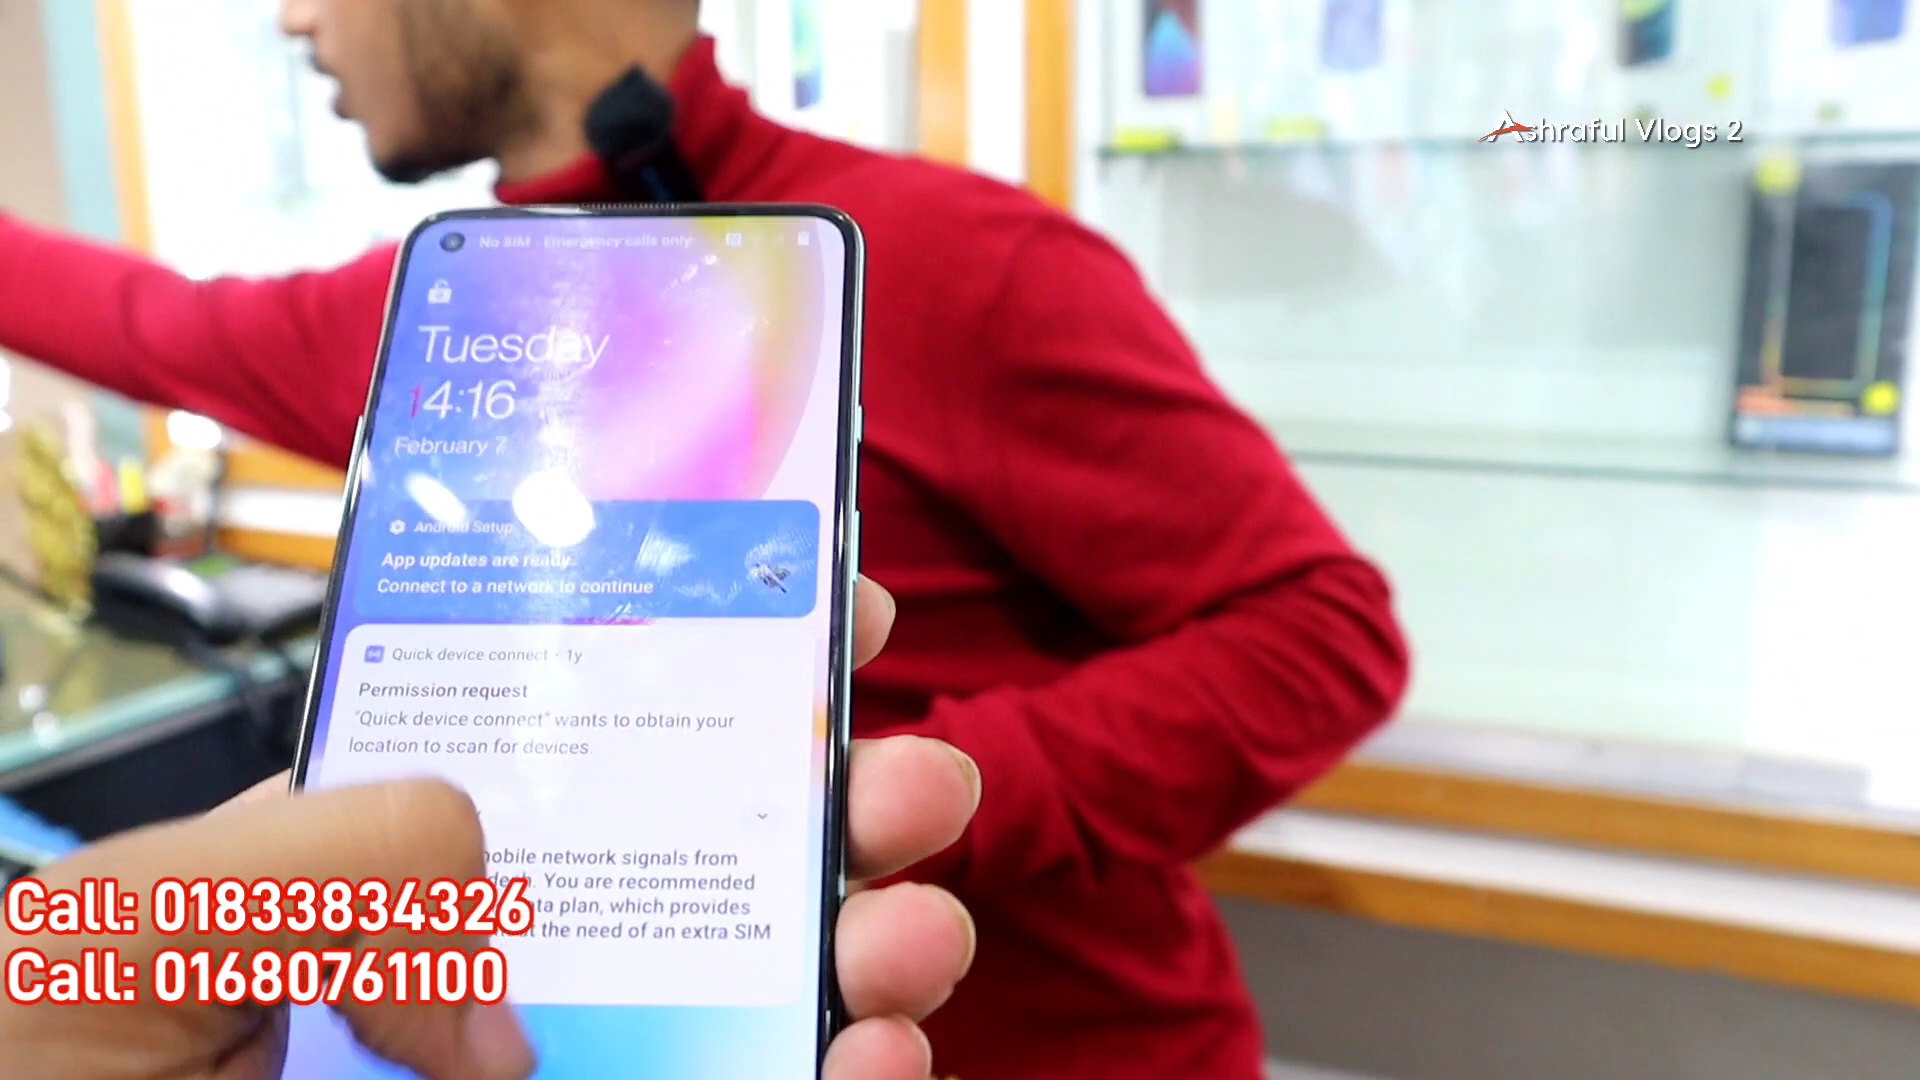 Ashraful Vlogs 2
No SIM - Emergency calls only
Tuesday
14:16
February 7
Android Setup
App updates are ready
Connect to a network to continue
Quick device connect · 1y
Permission request
"Quick device connect" wants to obtain your
location to scan for devices.
mobile network signals from
You are recommended
data plan, which provides
the need of an extra SIM
Call: 01833834326
Call: 01680761100